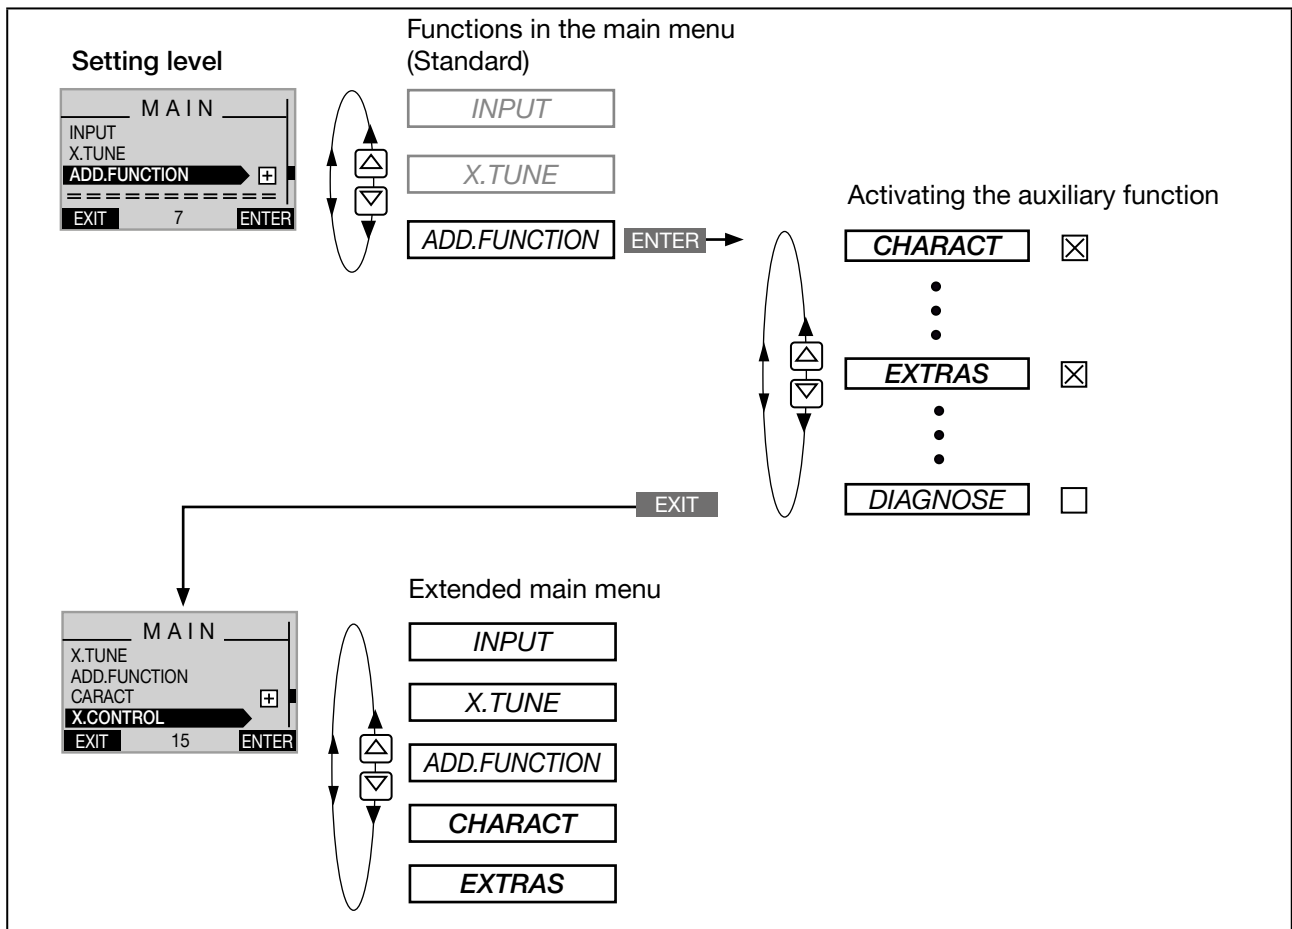 Functions in the main menu
(Standard)
Setting level
MAIN
INPUT
X.TUNE
ADD.FUNCTION
EXIT 7 ENTER
INPUT
X.TUNE
ADD.FUNCTION ENTER
Activating the auxiliary function
CHARACT
EXTRAS
DIAGNOSE
EXIT
MAIN
X.TUNE
ADD.FUNCTION
CARACT
X.CONTROL
EXIT 15 ENTER
Extended main menu
INPUT
X.TUNE
ADD.FUNCTION
CHARACT
EXTRAS